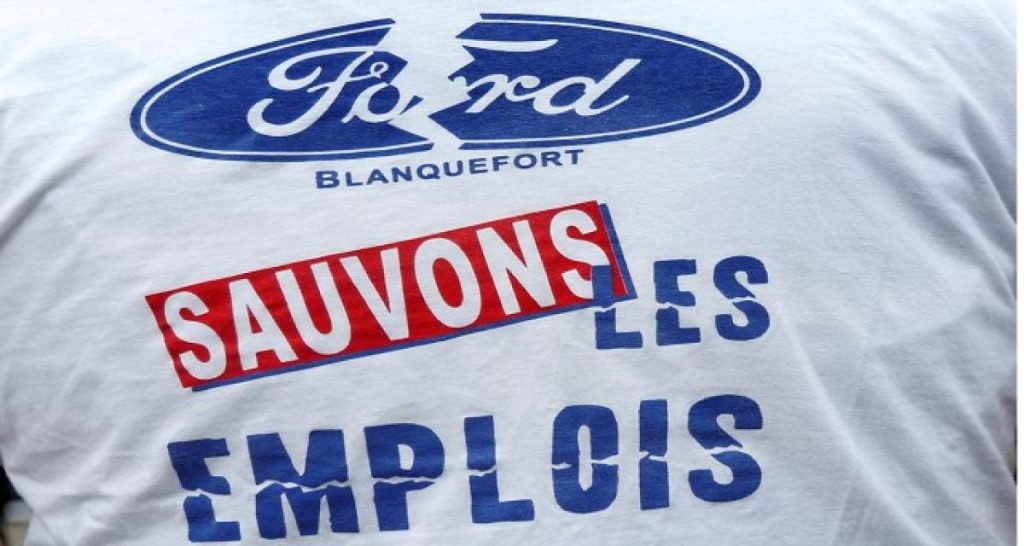 Ford
BLANQUEFORT
SAUVONS
LES
EMPLOIS